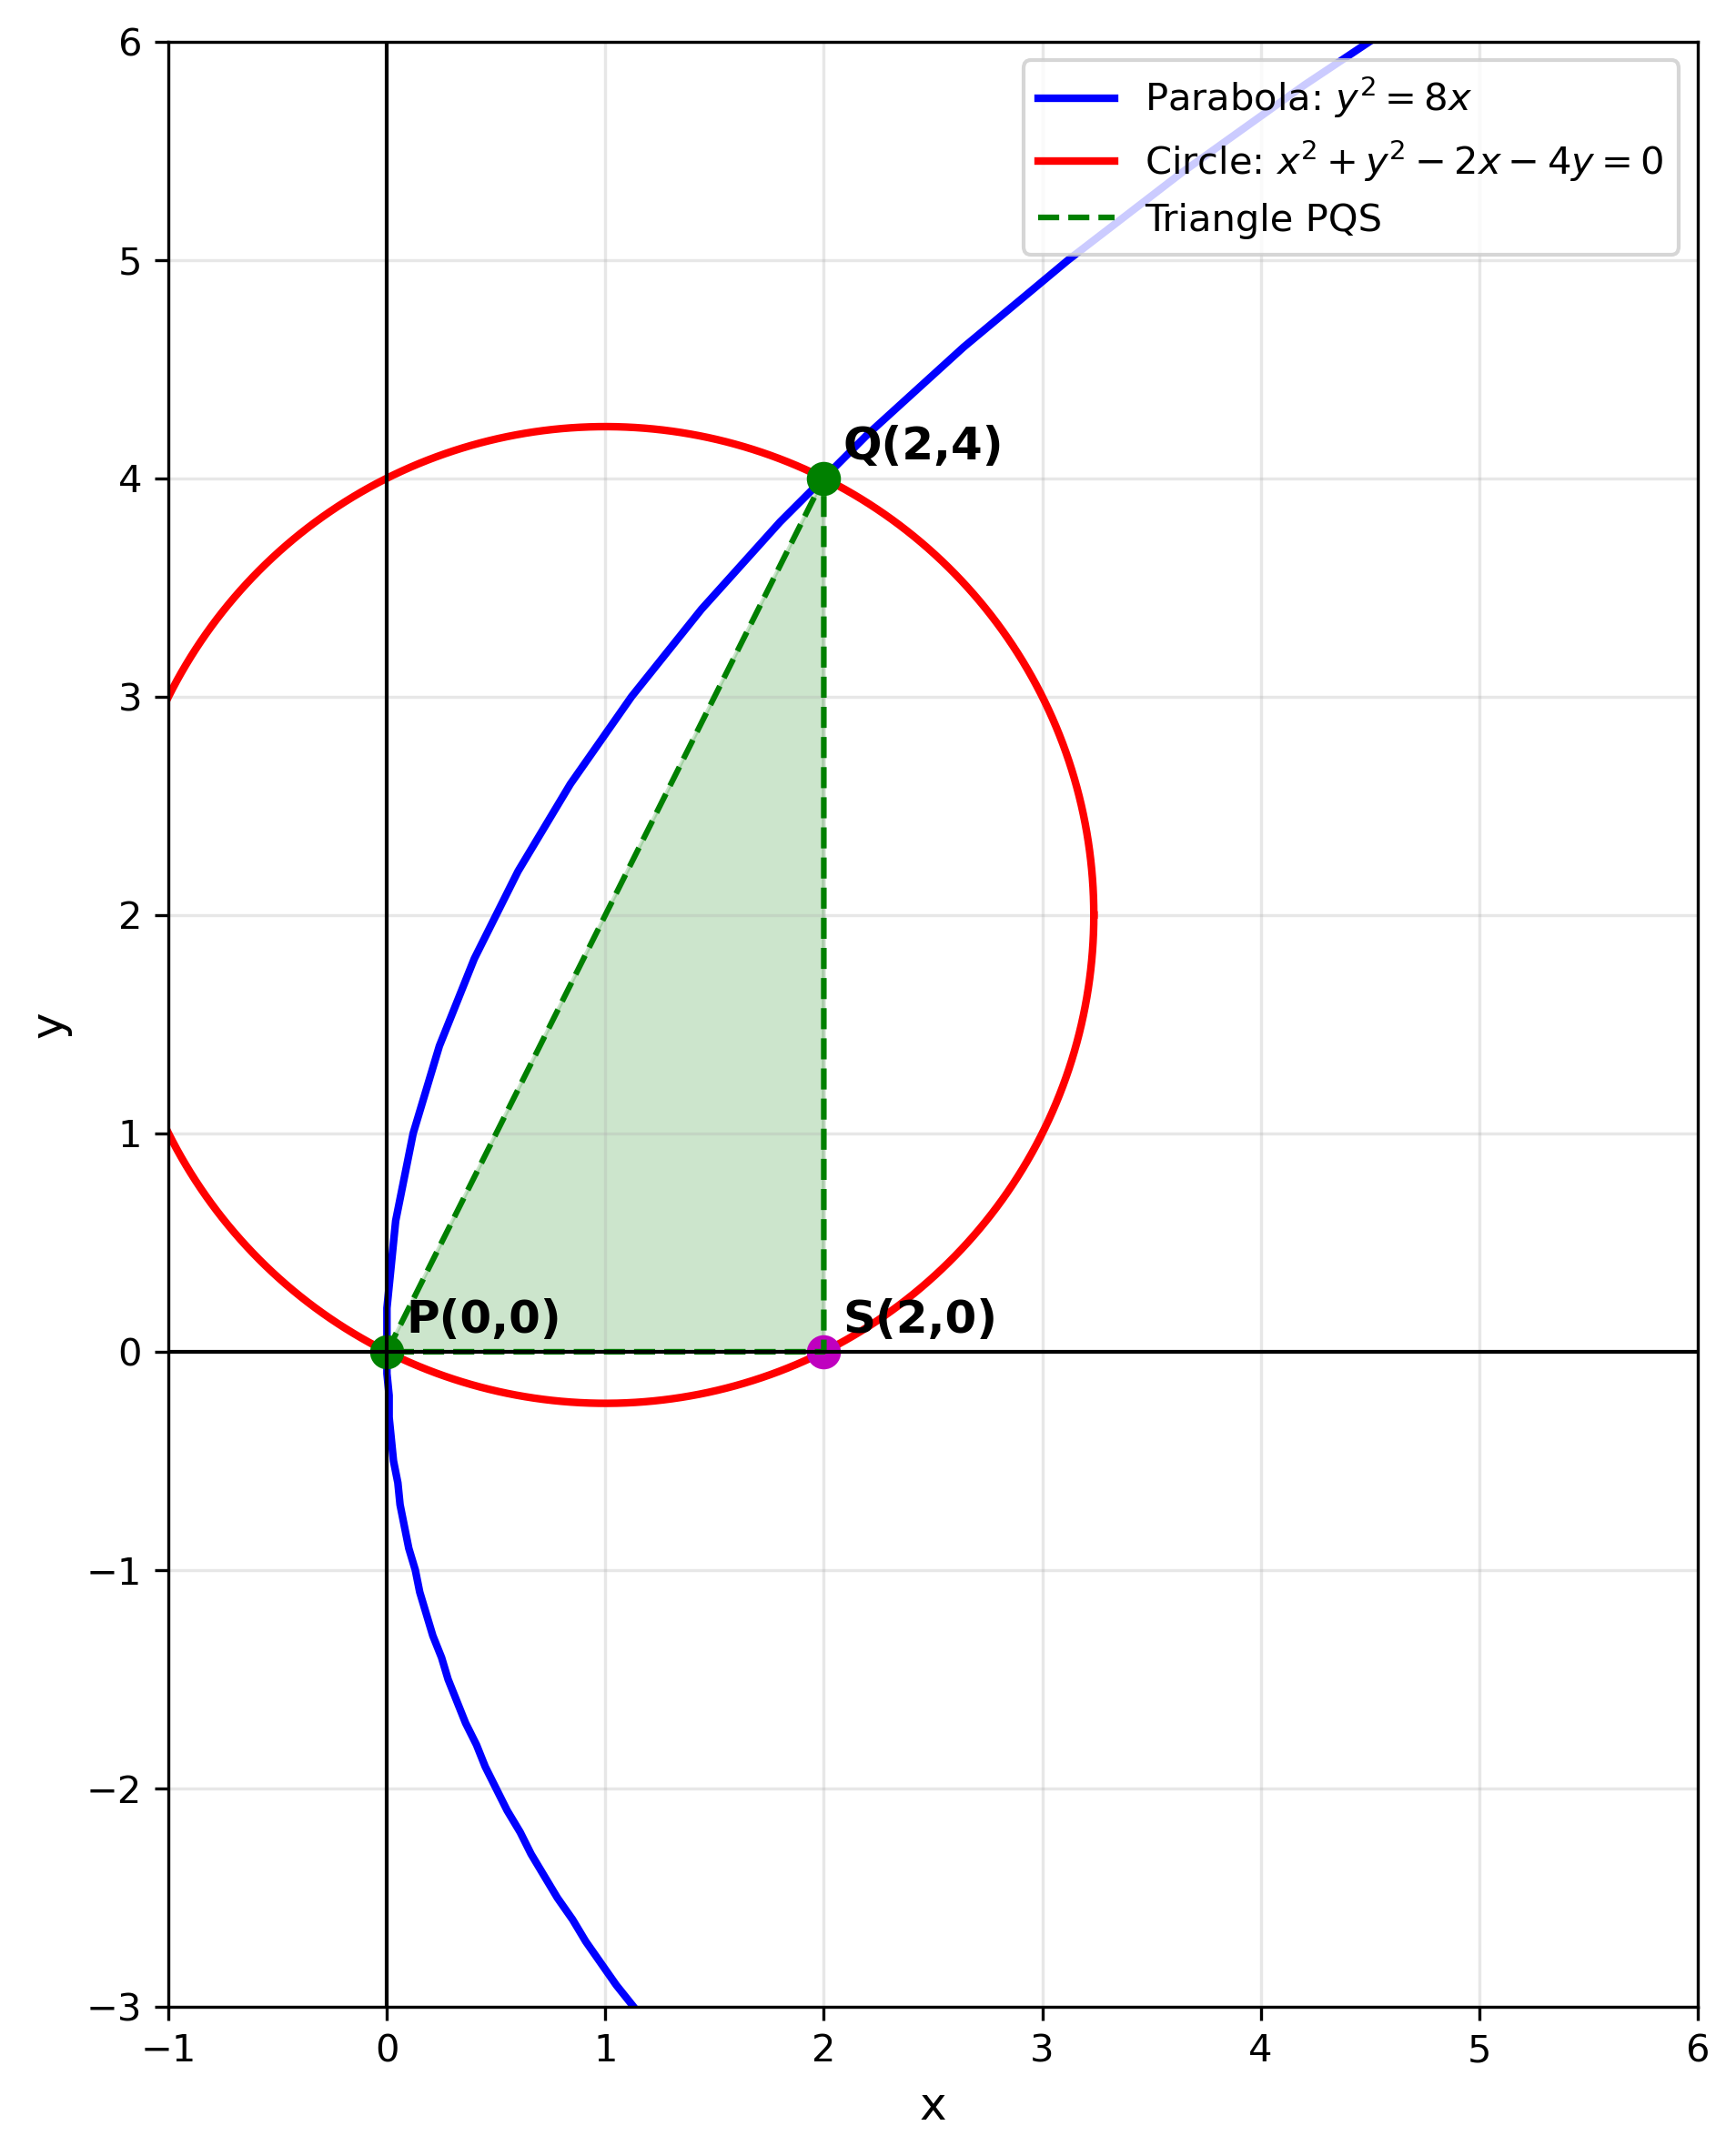 Parabola: $y^2 = 8x$
Circle: $x^2 + y^2 - 2x - 4y = 0$
Triangle PQS
Q(2,4)
P(0,0)
S(2,0)
6
5
4
3
2
1
0
−1
−2
−3
y
−1 0 1 2 3 4 5 6
x